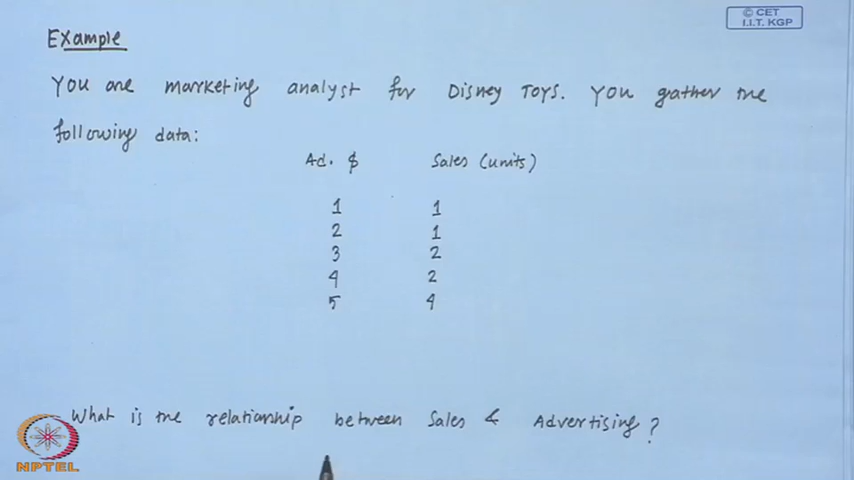 © CET
I.I.T. KGP
Example
You are marketing analyst for Disney Toys. You gather the
following data:
Ad. $ Sales (units)
1 1
2 1
3 2
4 2
5 4
What is the relationship between Sales & Advertising?
NPTEL